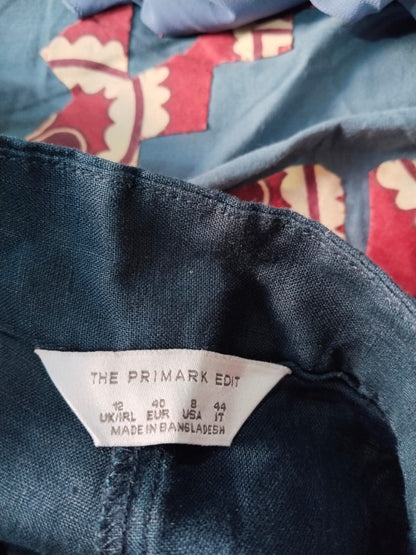 THE PRIMARK EDIT
12 40 8 44
UK/IRL EUR USA IT
MADE IN BANGLADESH